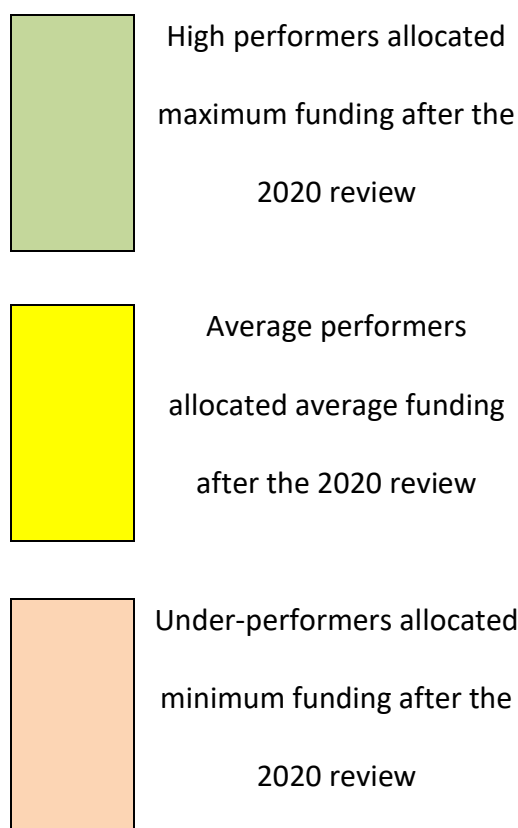 High performers allocated
maximum funding after the
2020 review
Average performers
allocated average funding
after the 2020 review
Under-performers allocated
minimum funding after the
2020 review